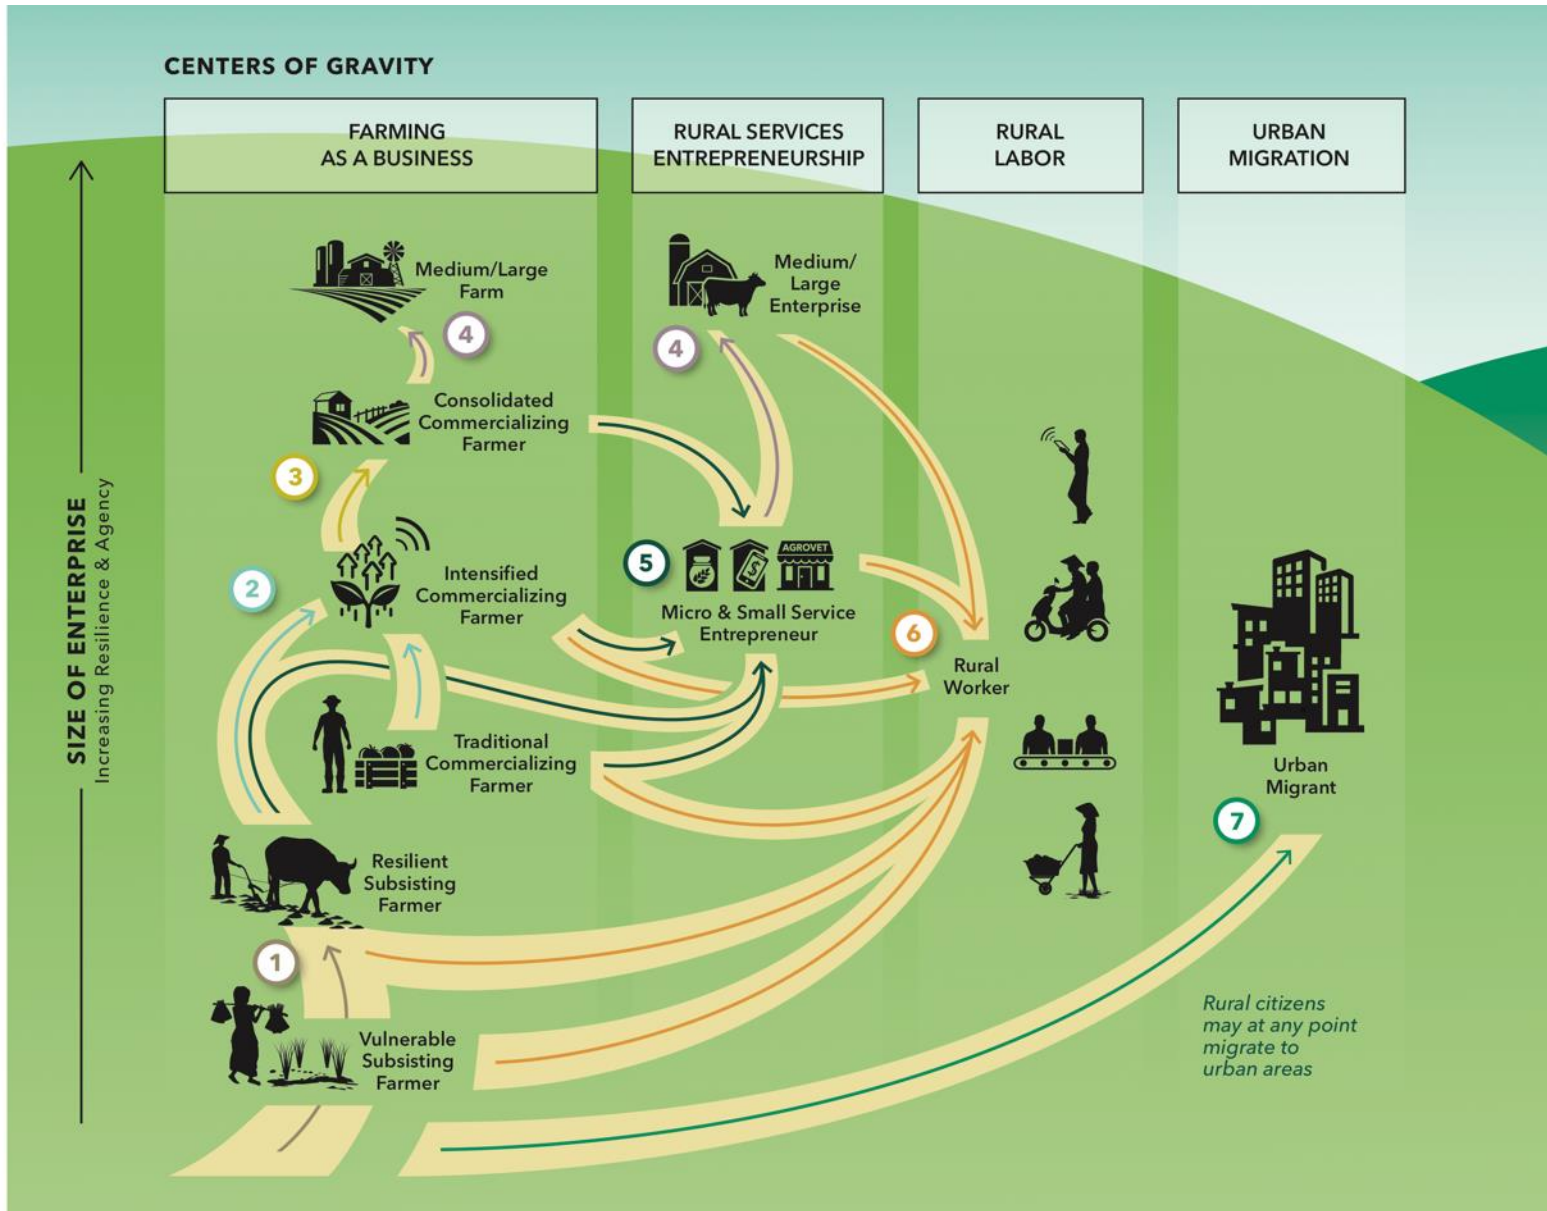 CENTERS OF GRAVITY
FARMING
AS A BUSINESS
RURAL SERVICES
ENTREPRENEURSHIP
RURAL
LABOR
URBAN
MIGRATION
SIZE OF ENTERPRISE
Increasing Resilience & Agency
Medium/Large
Farm
4
Medium/
Large
Enterprise
4
Consolidated
Commercializing
Farmer
3
Intensified
Commercializing
Farmer
2
5
AGROVET
$
Micro & Small Service
Entrepreneur
6
Rural
Worker
Traditional
Commercializing
Farmer
Urban
Migrant
7
Resilient
Subsisting
Farmer
1
Vulnerable
Subsisting
Farmer
Rural citizens
may at any point
migrate to
urban areas